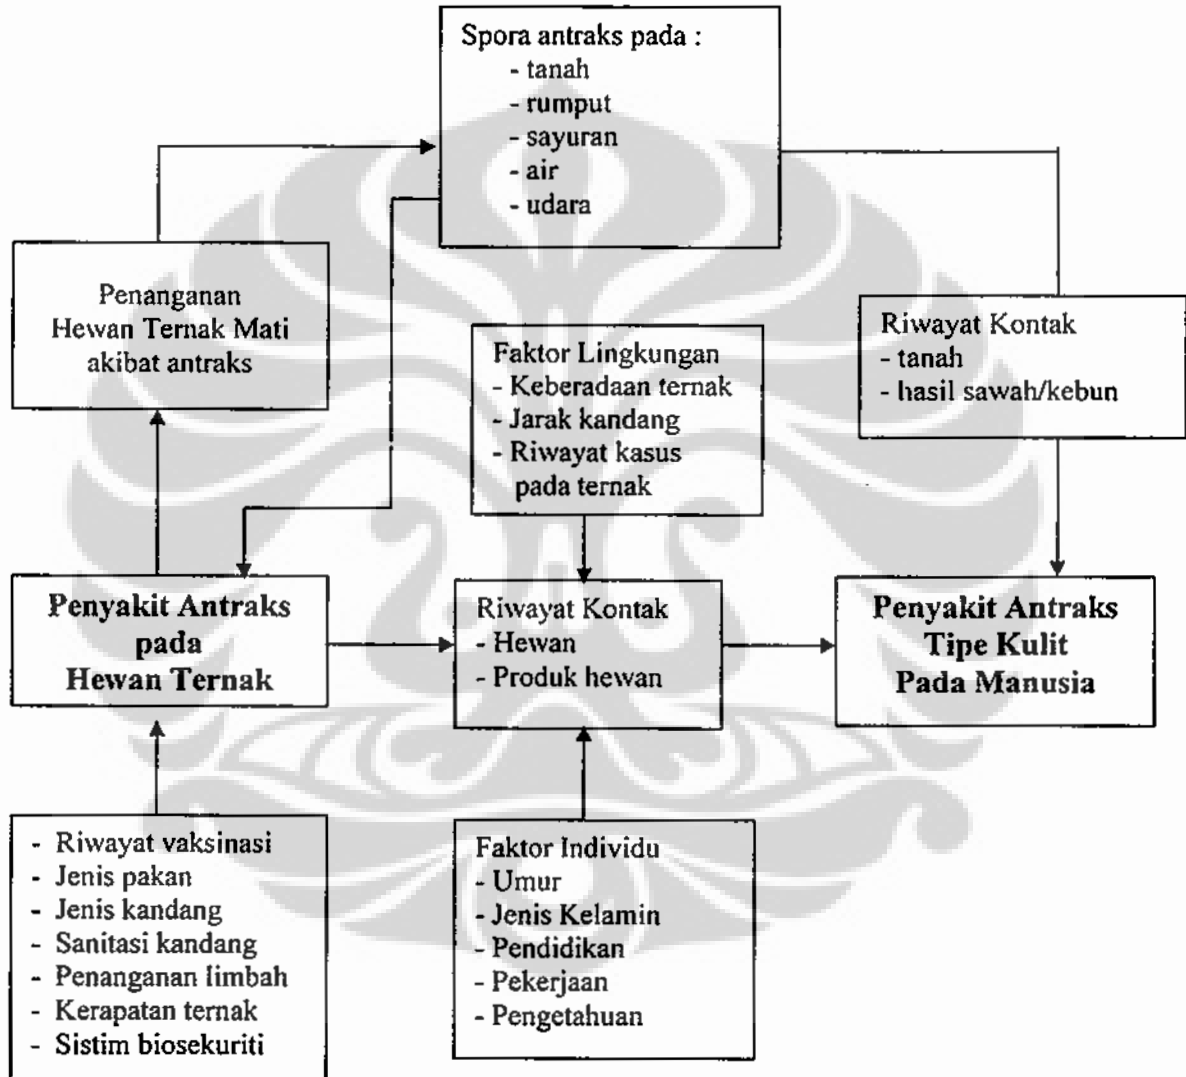 Spora antraks pada :
- tanah
- rumput
- sayuran
- air
- udara
Penanganan
Hewan Ternak Mati
akibat antraks
Faktor Lingkungan
- Keberadaan ternak
- Jarak kandang
- Riwayat kasus
pada ternak
Riwayat Kontak
- tanah
- hasil sawah/kebun
Penyakit Antraks
pada
Hewan Ternak
Riwayat Kontak
- Hewan
- Produk hewan
Penyakit Antraks
Tipe Kulit
Pada Manusia
- Riwayat vaksinasi
- Jenis pakan
- Jenis kandang
- Sanitasi kandang
- Penanganan limbah
- Kerapatan ternak
- Sistim biosekuriti
Faktor Individu
- Umur
- Jenis Kelamin
- Pendidikan
- Pekerjaan
- Pengetahuan